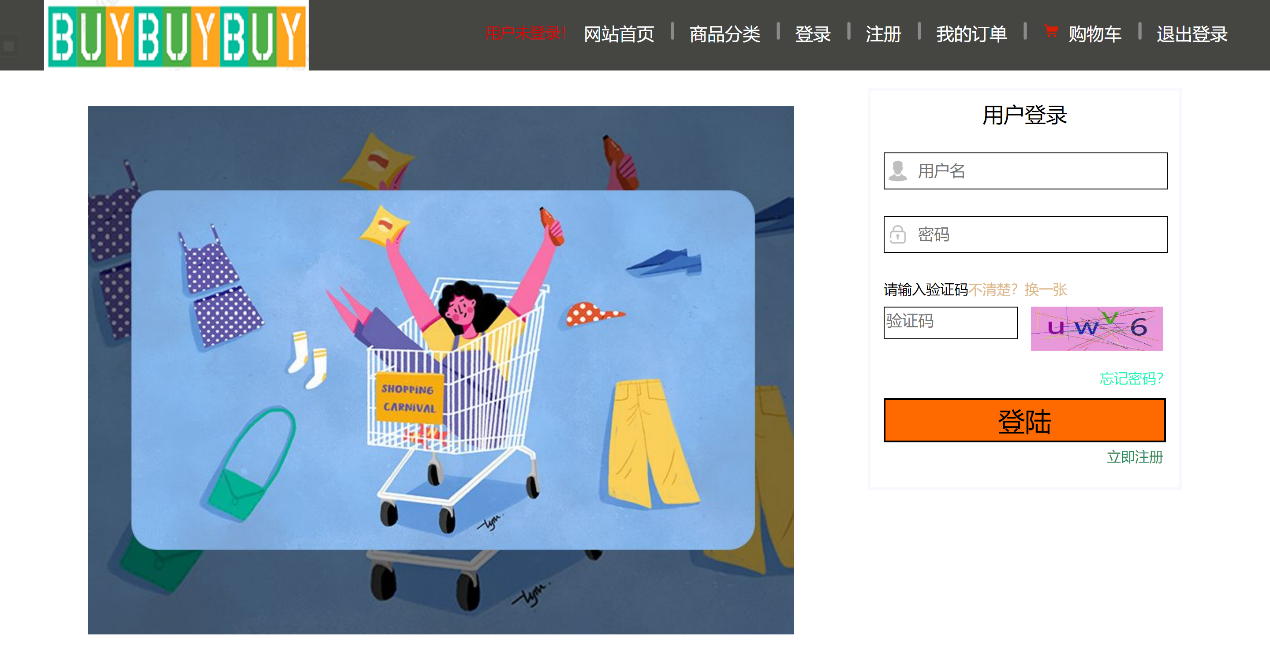 BUYBUYBUY
用户未登录! 网站首页 | 商品分类 | 登录 | 注册 | 我的订单 | 购物车 | 退出登录
用户登录
用户名
密码
请输入验证码不清楚？换一张
验证码 u w v 6
忘记密码?
登陆
立即注册
SHOPPING
CARNIVAL